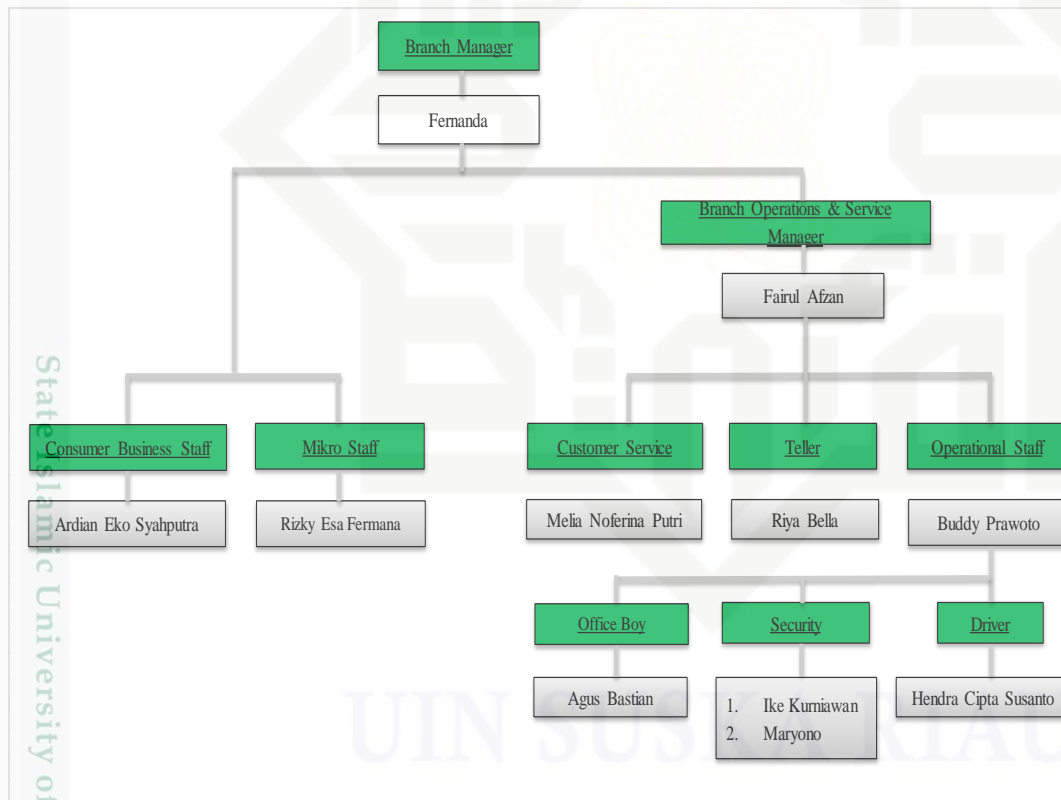 Branch Manager
Fernanda
Branch Operations & Service
Manager
Fairul Afzan
Consumer Business Staff
Mikro Staff
Customer Service
Teller
Operational Staff
Ardian Eko Syahputra
Rizky Esa Fermana
Melia Noferina Putri
Riya Bella
Buddy Prawoto
Office Boy
Security
Driver
Agus Bastian
1. Ike Kurniawan
2. Maryono
Hendra Cipta Susanto
State Islamic University of
UIN SUSKA RIAU